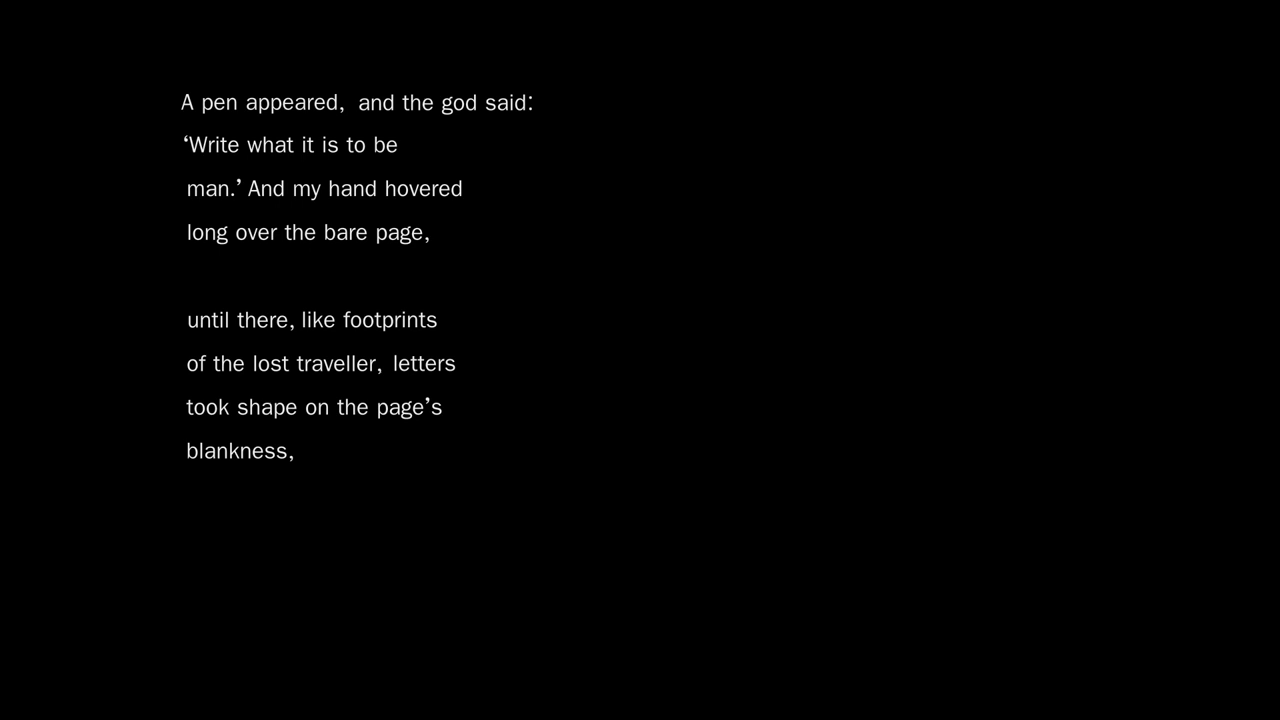 A pen appeared, and the god said:
‘Write what it is to be
man.’ And my hand hovered
long over the bare page,
until there, like footprints
of the lost traveller, letters
took shape on the page’s
blankness,